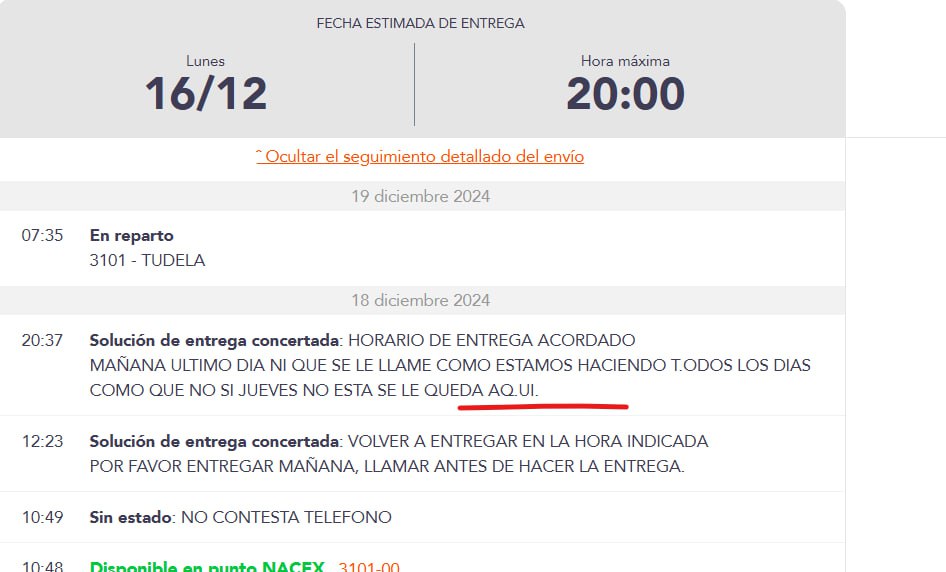 FECHA ESTIMADA DE ENTREGA
Lunes
16/12
Hora máxima
20:00
ˆ Ocultar el seguimiento detallado del envío
19 diciembre 2024
07:35 En reparto
3101 - TUDELA
18 diciembre 2024
20:37 Solución de entrega concertada: HORARIO DE ENTREGA ACORDADO
MAÑANA ULTIMO DIA NI QUE SE LE LLAME COMO ESTAMOS HACIENDO T.ODOS LOS DIAS
COMO QUE NO SI JUEVES NO ESTA SE LE QUEDA AQ.UI.
12:23 Solución de entrega concertada: VOLVER A ENTREGAR EN LA HORA INDICADA
POR FAVOR ENTREGAR MAÑANA, LLAMAR ANTES DE HACER LA ENTREGA.
10:49 Sin estado: NO CONTESTA TELEFONO
10:48 Disponible en punto NACEX 3101-00